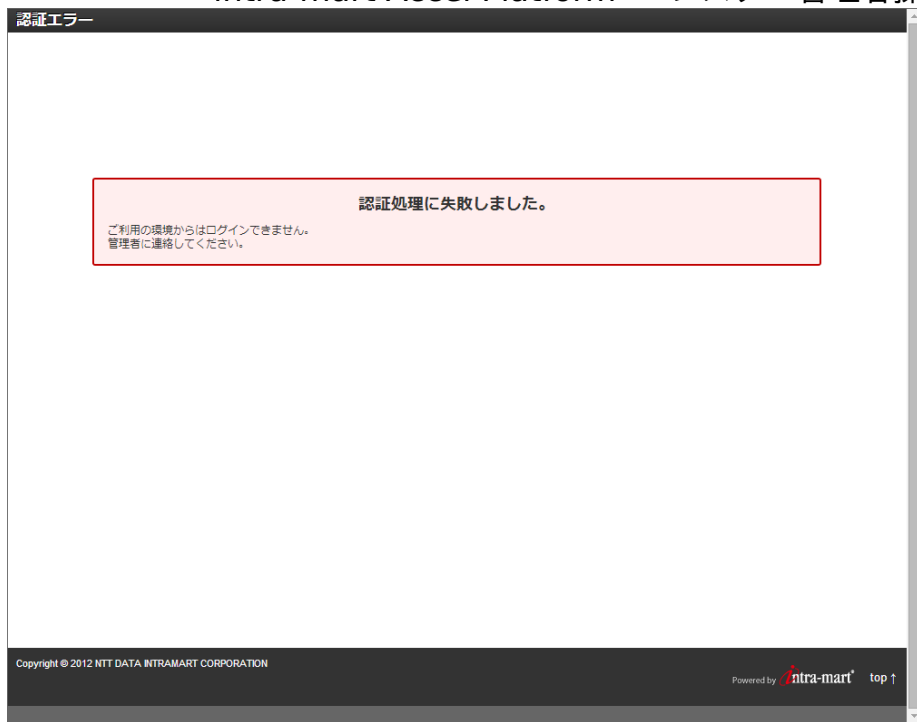 認証エラー
認証処理に失敗しました。
ご利用の環境からはログインできません。
管理者に連絡してください。
Copyright © 2012 NTT DATA INTRAMART CORPORATION
Powered by intra-mart® top ↑